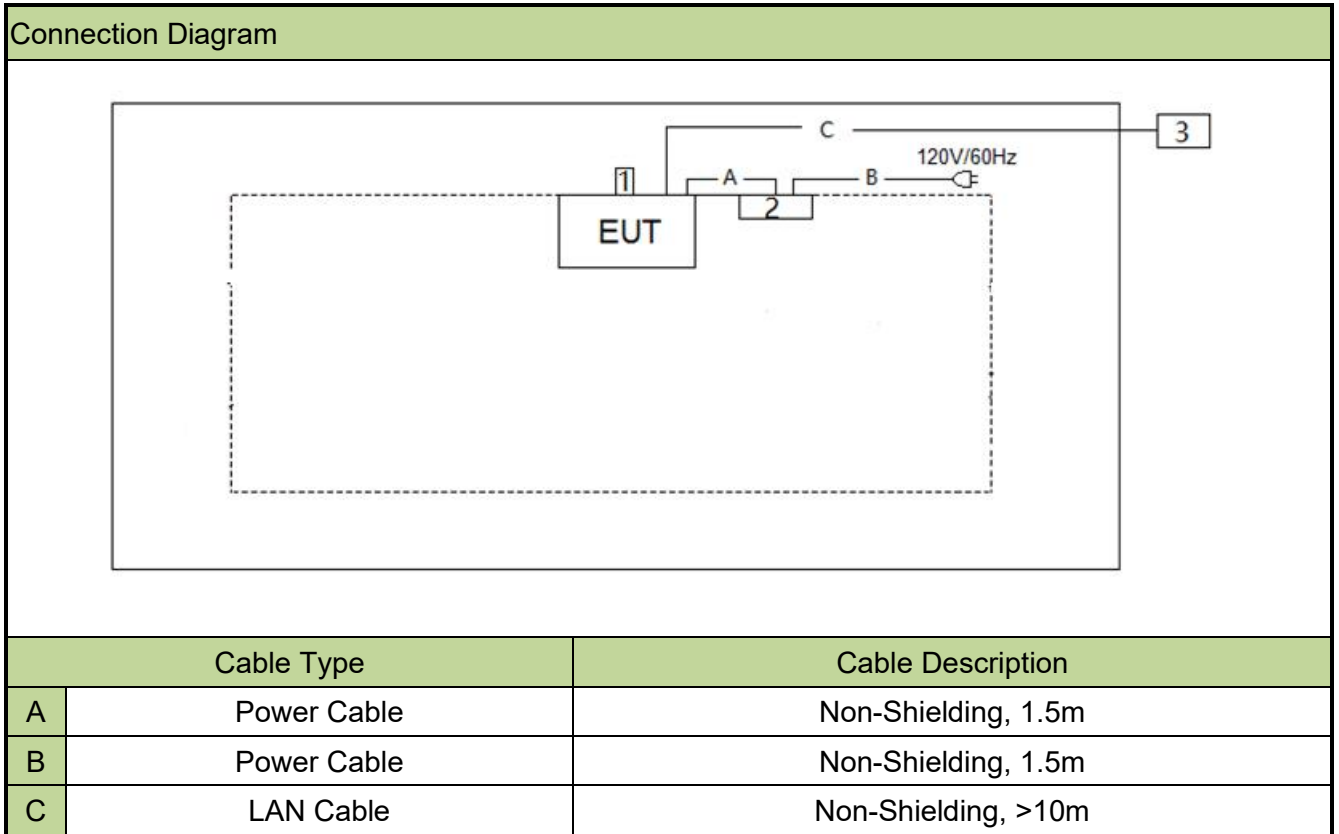 Connection Diagram
C
3
120V/60Hz
1
A
B
2
EUT
Cable Type Cable Description
A Power Cable Non-Shielding, 1.5m
B Power Cable Non-Shielding, 1.5m
C LAN Cable Non-Shielding, >10m